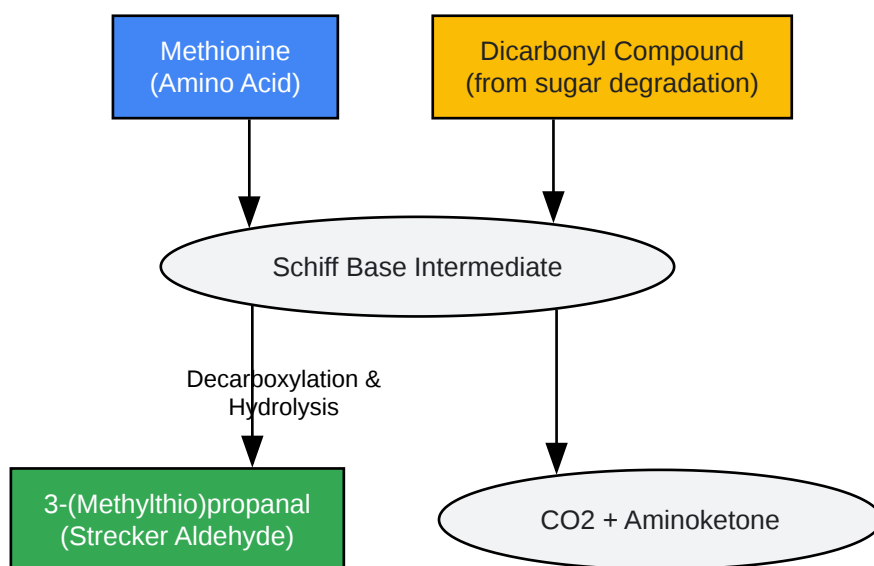 Methionine
(Amino Acid)
Dicarbonyl Compound
(from sugar degradation)
Schiff Base Intermediate
Decarboxylation &
Hydrolysis
3-(Methylthio)propanal
(Strecker Aldehyde)
CO2 + Aminoketone